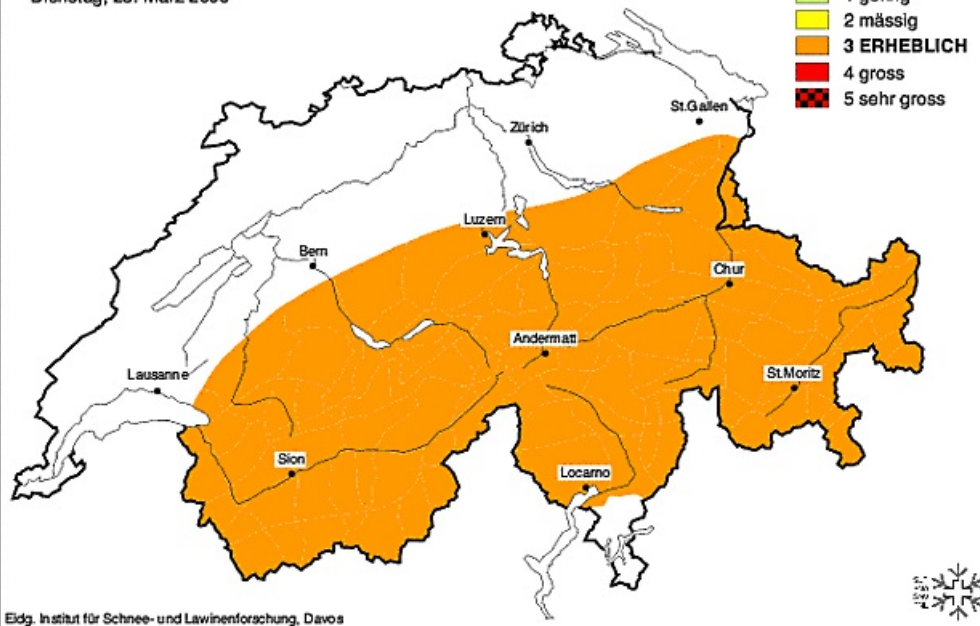 Dienstag,
2 mässig
3 ERHEBLICH
4 gross
5 sehr gross
St.Gallen
Zürich
Luzern
Bern
Chur
Andermatt
Lausanne
St.Moritz
Sion
Locarno
Eidg. Institut für Schnee- und Lawinenforschung, Davos